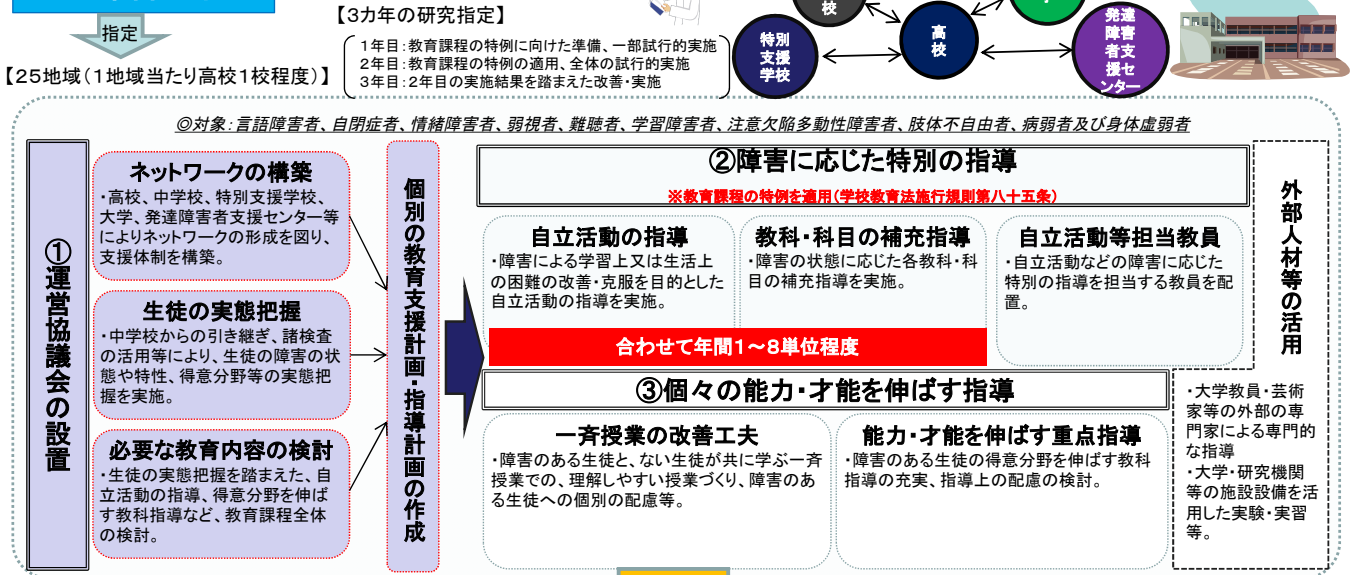 指定
【25地域(1地域当たり高校1校程度)】
【3カ年の研究指定】
1年目:教育課程の特例に向けた準備、一部試行的実施
2年目:教育課程の特例の適用、全体の試行的実施
3年目:2年目の実施結果を踏まえた改善・実施
校
特別
支援
学校
高
校
発達
障害
者支
援セ
ンター
◎対象:言語障害者、自閉症者、情緒障害者、弱視者、難聴者、学習障害者、注意欠陥多動性障害者、肢体不自由者、病弱者及び身体虚弱者
①運営協議会の設置
ネットワークの構築
・高校、中学校、特別支援学校、
大学、発達障害者支援センター等
によりネットワークの形成を図り、
支援体制を構築。
生徒の実態把握
・中学校からの引き継ぎ、諸検査
の活用等により、生徒の障害の状
態や特性、得意分野等の実態把
握を実施。
必要な教育内容の検討
・生徒の実態把握を踏まえた、自
立活動の指導、得意分野を伸ば
す教科指導など、教育課程全体
の検討。
個別の教育支援計画・指導計画の作成
②障害に応じた特別の指導
※教育課程の特例を適用(学校教育法施行規則第八十五条)
自立活動の指導
・障害による学習上又は生活上
の困難の改善・克服を目的とした
自立活動の指導を実施。
教科・科目の補充指導
・障害の状態に応じた各教科・科
目の補充指導を実施。
合わせて年間1~8単位程度
自立活動等担当教員
・自立活動などの障害に応じた
特別の指導を担当する教員を配
置。
③個々の能力・才能を伸ばす指導
一斉授業の改善工夫
・障害のある生徒と、ない生徒が共に学ぶ一斉
授業での、理解しやすい授業づくり、障害のあ
る生徒への個別の配慮等。
能力・才能を伸ばす重点指導
・障害のある生徒の得意分野を伸ばす教科
指導の充実、指導上の配慮の検討。
外部人材等の活用
・大学教員・芸術
家等の外部の専
門家による専門的
な指導
・大学・研究機関
等の施設設備を活
用した実験・実習
等。